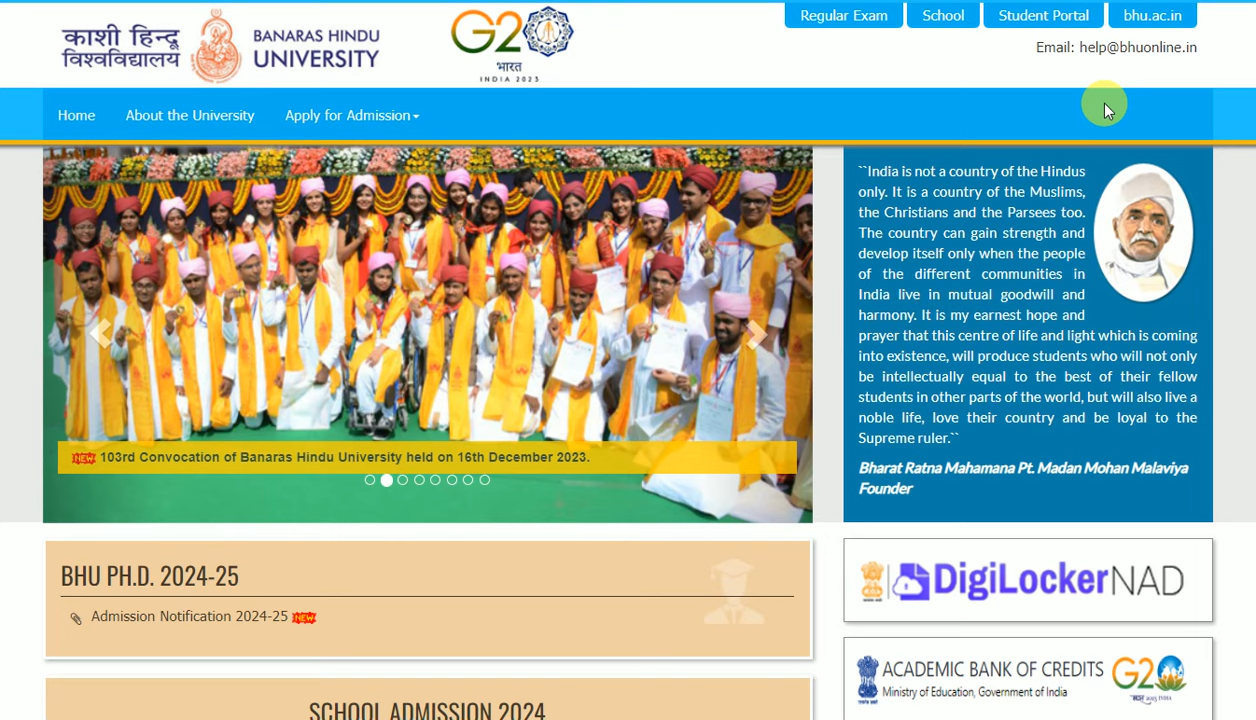 Regular Exam
School
Student Portal
bhu.ac.in
काशी हिन्दू
विश्वविद्यालय
BANARAS HINDU
UNIVERSITY
G2
भारत
INDIA 2023
Email: help@bhuonline.in
Home
About the University
Apply for Admission
NEW 103rd Convocation of Banaras Hindu University held on 16th December 2023.
``India is not a country of the Hindus
only. It is a country of the Muslims,
the Christians and the Parsees too.
The country can gain strength and
develop itself only when the people
of the different communities in
India live in mutual goodwill and
harmony. It is my earnest hope and
prayer that this centre of life and light which is coming
into existence, will produce students who will not only
be intellectually equal to the best of their fellow
students in other parts of the world, but will also live a
noble life, love their country and be loyal to the
Supreme ruler.``
Bharat Ratna Mahamana Pt. Madan Mohan Malaviya
Founder
BHU PH.D. 2024-25
Admission Notification 2024-25 NEW
SCHOOL ADMISSION 2024
DigiLockerNAD
ACADEMIC BANK OF CREDITS
Ministry of Education, Government of India
G2